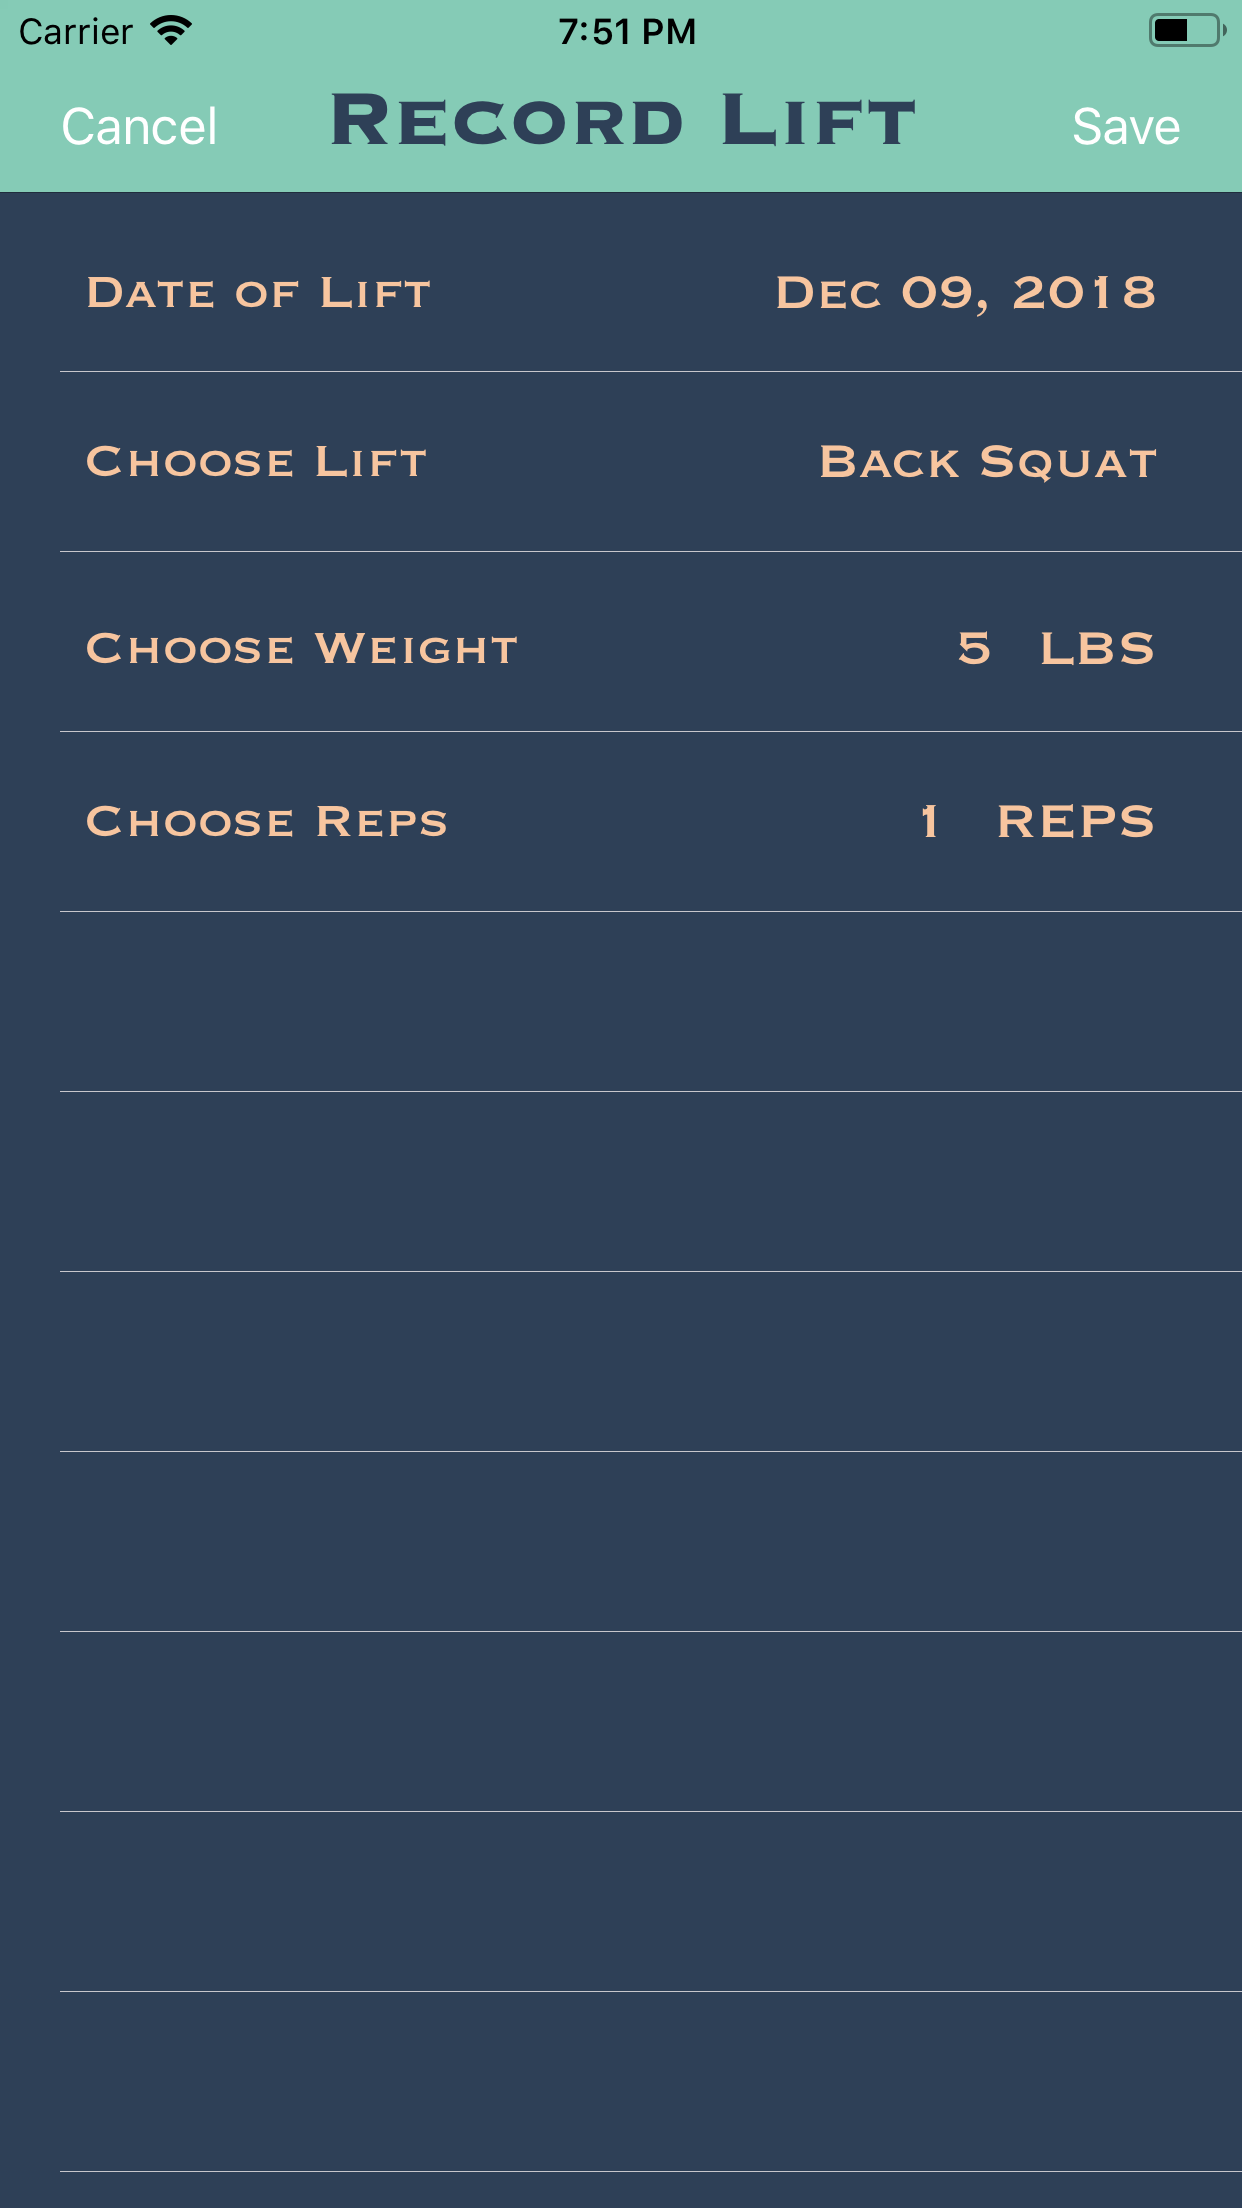 Carrier 7:51 PM
Cancel Record Lift Save
Date of Lift Dec 09, 2018
Choose Lift Back Squat
Choose Weight 5 LBS
Choose Reps 1 REPS